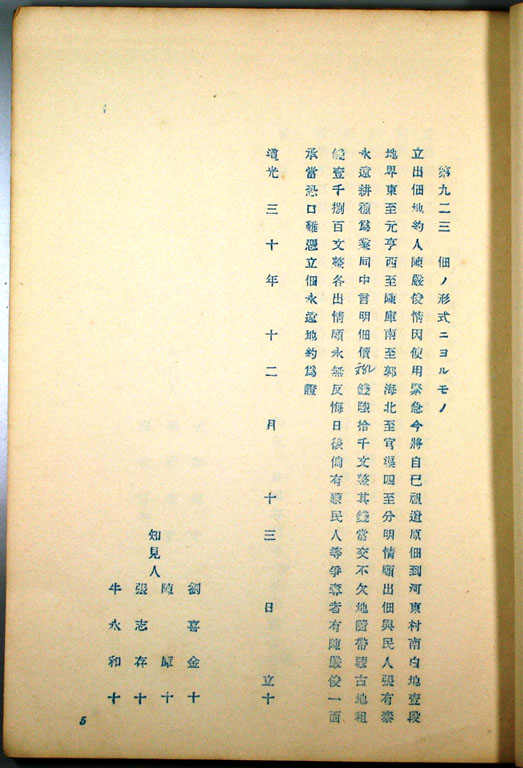 第九二三 佃ノ形式ニヨルモノ
立出佃地約人陳嚴俊情因使用緊急今將自己祖遺原佃到河東村南白地壹段
地界東至元亨西至陳庫南至郭海北至官壕四至分明情願出佃與民人張有泰
永遠耕種爲業同中言明佃價錢陸拾千文整其錢當交不欠地隨帶蒙古地租
錢壹千捌百文整各出情願永無反悔日後倘有蒙民人等爭奪者有陳嚴俊一面
承當恐口難憑立佃永遠地約爲證
道光三十年十二月十三日 立十
劉喜金十
知見人 陳庫十
張志存十
牛永和十
5